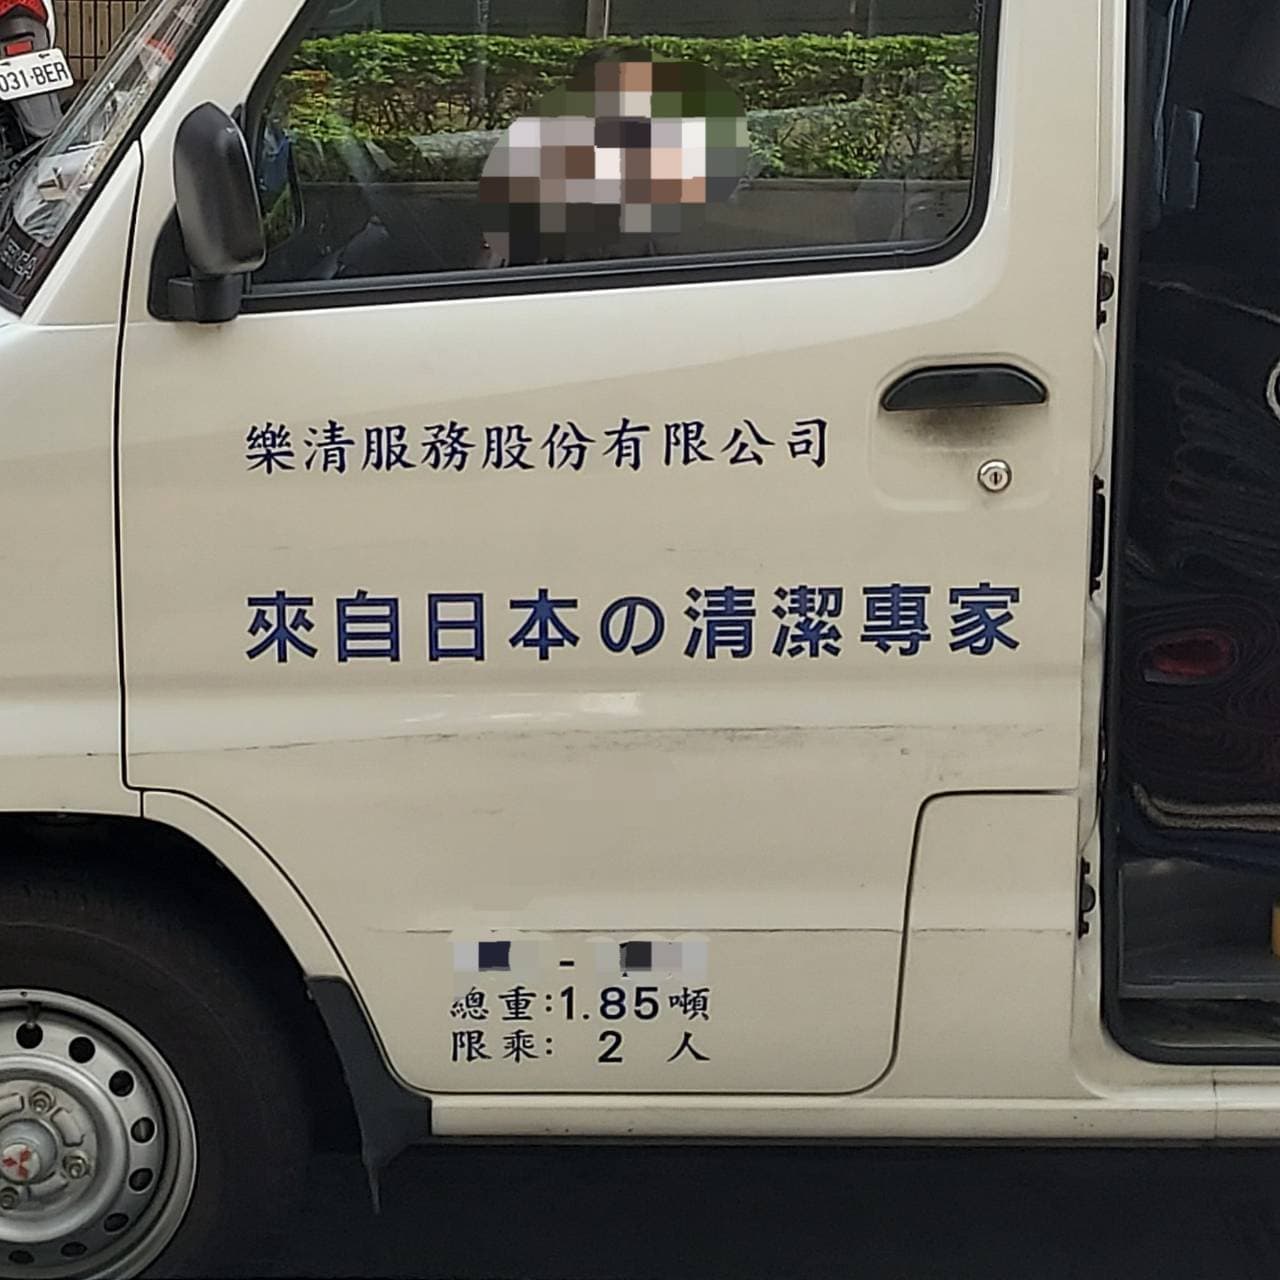 031-BER
樂清服務股份有限公司
來自日本の清潔專家
-
總重:1.85噸
限乘: 2 人